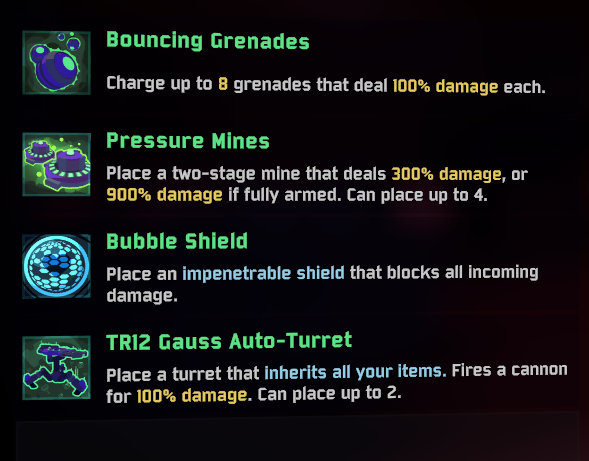 Bouncing Grenades
Charge up to 8 grenades that deal 100% damage each.
Pressure Mines
Place a two-stage mine that deals 300% damage, or
900% damage if fully armed. Can place up to 4.
Bubble Shield
Place an impenetrable shield that blocks all incoming
damage.
TR12 Gauss Auto-Turret
Place a turret that inherits all your items. Fires a cannon
for 100% damage. Can place up to 2.